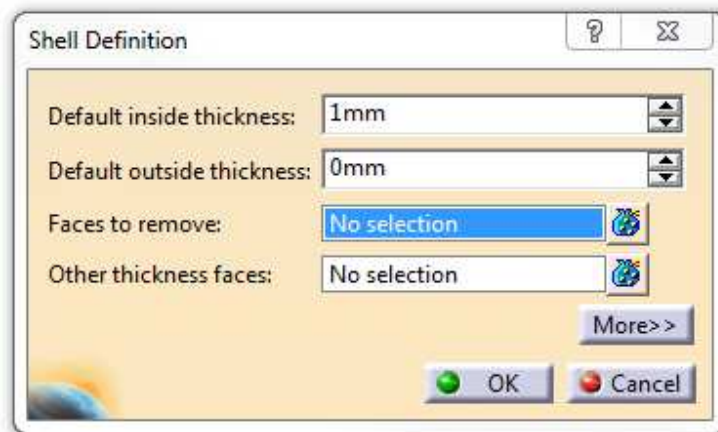 Shell Definition
?
Default inside thickness: 1mm
Default outside thickness: 0mm
Faces to remove: No selection
Other thickness faces: No selection
More>>
OK Cancel